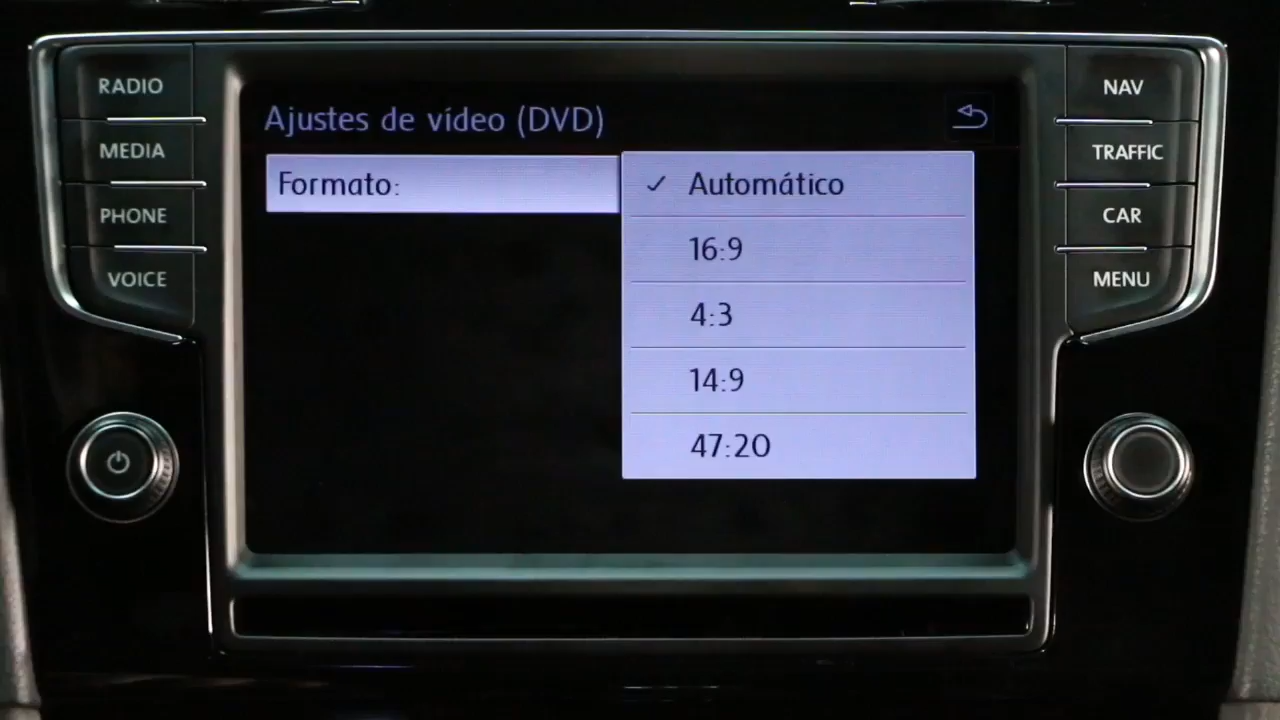 RADIO
MEDIA
PHONE
VOICE
Ajustes de vídeo (DVD)
Formato:
✓ Automático
16:9
4:3
14:9
47:20
NAV
TRAFFIC
CAR
MENU